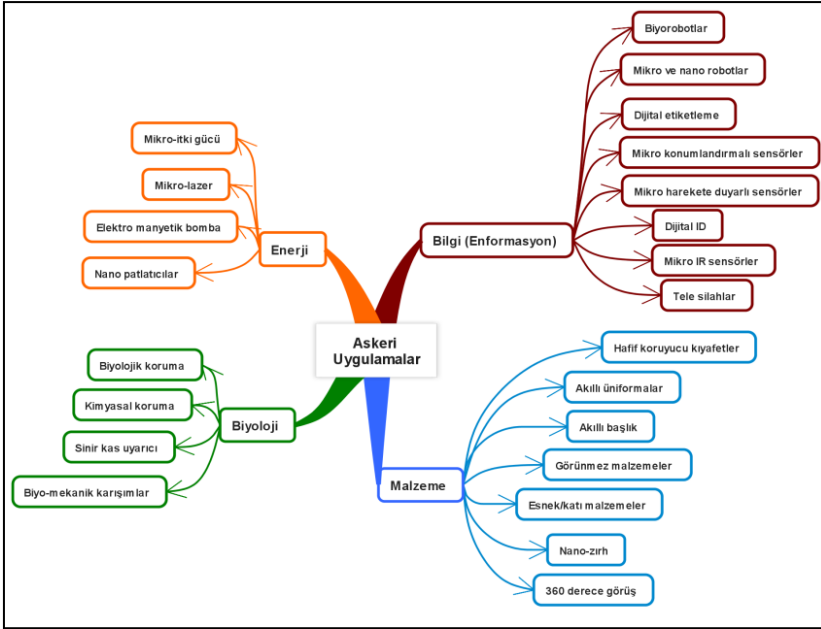 Askeri
Uygulamalar
Enerji
Mikro-itki gücü
Mikro-lazer
Elektro manyetik bomba
Nano patlatıcılar
Biyoloji
Biyolojik koruma
Kimyasal koruma
Sinir kas uyarıcı
Biyo-mekanik karışımlar
Bilgi (Enformasyon)
Biyorobotlar
Mikro ve nano robotlar
Dijital etiketleme
Mikro konumlandırmalı sensörler
Mikro harekete duyarlı sensörler
Dijital ID
Mikro IR sensörler
Tele silahlar
Malzeme
Hafif koruyucu kıyafetler
Akıllı üniformalar
Akıllı başlık
Görünmez malzemeler
Esnek/katı malzemeler
Nano-zırh
360 derece görüş